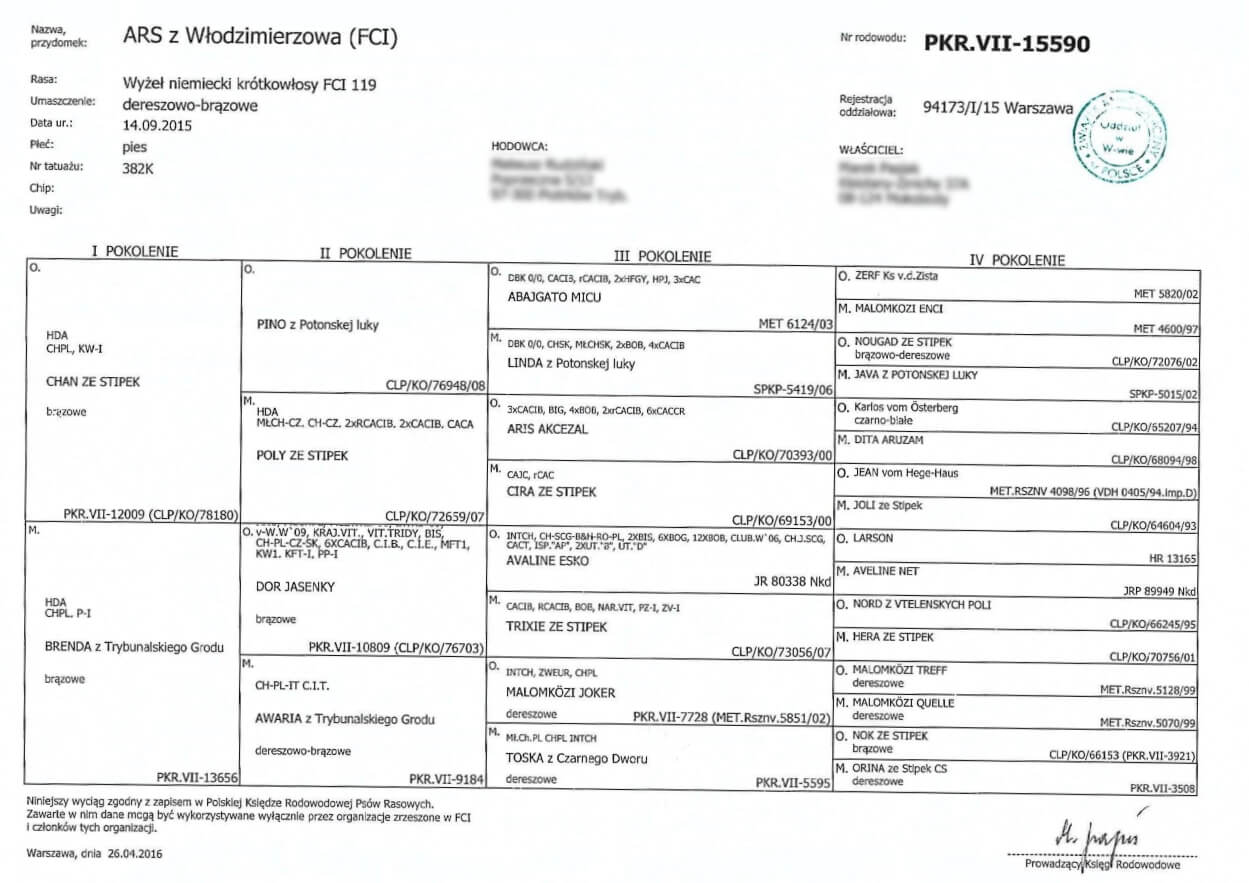 Nazwa, przydomek: ARS z Włodzimierzowa (FCI)
Nr rodowodu: PKR.VII-15590
Rasa: Wyżeł niemiecki krótkowłosy FCI 119
Umaszczenie: dereszowo-brązowe
Data ur.: 14.09.2015
Płeć: pies
Nr tatuażu: 382K
Chip:
Uwagi:
Rejestracja oddziałowa: 94173/I/15 Warszawa
HODOWCA:
WŁAŚCICIEL:
Oddział
w
W-wie
W POLSCE
I POKOLENIE
O.
HDA
CHPL, KW-I
CHAN ZE STIPEK
brązowe
PKR.VII-12009 (CLP/KO/78180)
M.
HDA
CHPL, P-I
BRENDA z Trybunalskiego Grodu
brązowe
PKR.VII-13656
II POKOLENIE
O.
PINO z Potonskej luky
CLP/KO/76948/08
M.
HDA
MŁCH-CZ, CH-CZ, 2xRCACIB, 2xCACIB, CACA
POLY ZE STIPEK
CLP/KO/72659/07
O. v-W.W`09, KRAJ.VIT., VIT.TRIDY, BIS,
CH-PL-CZ-SK, 6XCACIB, C.I.B., C.I.E., MFT1,
KW1. KFT-I, PP-I
DOR JASENKY
brązowe
PKR.VII-10809 (CLP/KO/76703)
M.
CH-PL-IT C.I.T.
AWARIA z Trybunalskiego Grodu
dereszowo-brązowe
PKR.VII-9184
III POKOLENIE
O. DBK 0/0, CACIB, rCACIB, 2xHFGY, HPJ, 3xCAC
ABAJGATO MICU
MET 6124/03
M. DBK 0/0, CHSK, MŁCHSK, 2xBOB, 4xCACIB
LINDA z Potonskej luky
SPKP-5419/06
O. 3xCACIB, BIG, 4xBOB, 2xrCACIB, 6xCACCR
ARIS AKCEZAL
CLP/KO/70393/00
M. CAJC, rCAC
CIRA ZE STIPEK
CLP/KO/69153/00
O. INTCH, CH-SCG-B&H-RO-PL, 2XBIS, 6XBOG, 12XBOB, CLUB.W`06, CH.J.SCG,
CACT, ISP."AP", 2XUT."B", UT."D"
AVALINE ESKO
JR 80338 Nkd
M. CACIB, RCACIB, BOB, NAR.VIT, PZ-I, ZV-I
TRIXIE ZE STIPEK
CLP/KO/73056/07
O. INTCH, ZWEUR, CHPL
MALOMKÖZI JOKER
dereszowe
PKR.VII-7728 (MET.Rsznv.5851/02)
M. Mł.Ch.PL CHPL INTCH
TOSKA z Czarnego Dworu
dereszowe
PKR.VII-5595
IV POKOLENIE
O. ZERF Ks v.d.Zista
MET 5820/02
M. MALOMKOZI ENCI
MET 4600/97
O. NOUGAD ZE STIPEK
brązowo-dereszowe
CLP/KO/72076/02
M. JAVA Z POTONSKEJ LUKY
SPKP-5015/02
O. Karlos vom Österberg
czarno-białe
CLP/KO/65207/94
M. DITA ARUZAM
CLP/KO/68094/98
O. JEAN vom Hege-Haus
MET.RSZNV 4098/96 (VDH 0405/94.Imp.D)
M. JOLI ze Stipek
CLP/KO/64604/93
O. LARSON
HR 13165
M. AVELINE NET
JRP 89949 Nkd
O. NORD Z VTELENSKYCH POLI
CLP/KO/66245/95
M. HERA ZE STIPEK
CLP/KO/70756/01
O. MALOMKÖZI TREFF
dereszowe
MET.Rsznv.5128/99
M. MALOMKÖZI QUELLE
dereszowe
MET.Rsznv.5070/99
O. NOK ZE STIPEK
brązowe
CLP/KO/66153 (PKR.VII-3921)
M. ORINA ze Stipek CS
dereszowe
PKR.VII-3508
Niniejszy wyciąg zgodny z zapisem w Polskiej Księdze Rodowodowej Psów Rasowych.
Zawarte w nim dane mogą być wykorzystywane wyłącznie przez organizacje zrzeszone w FCI
i członków tych organizacji.
Warszawa, dnia 26.04.2016
Prowadzący Księgi Rodowodowe